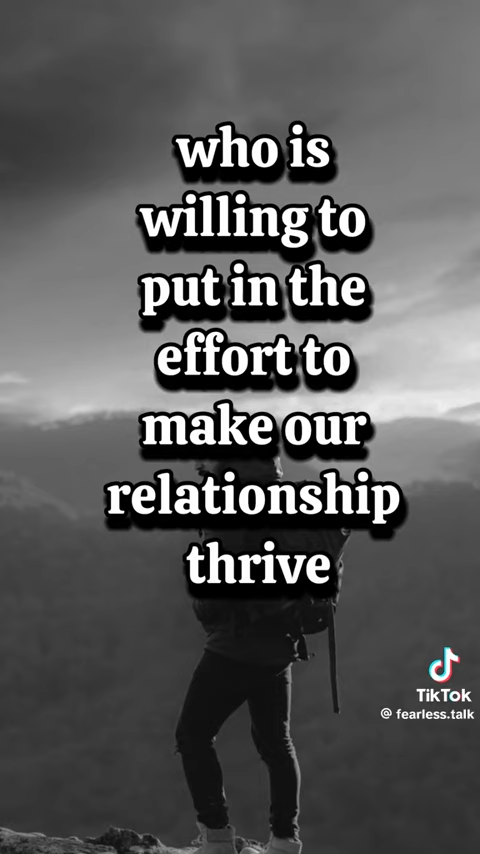 who is
willing to
put in the
effort to
make our
relationship
thrive
TikTok
@ fearless.talk